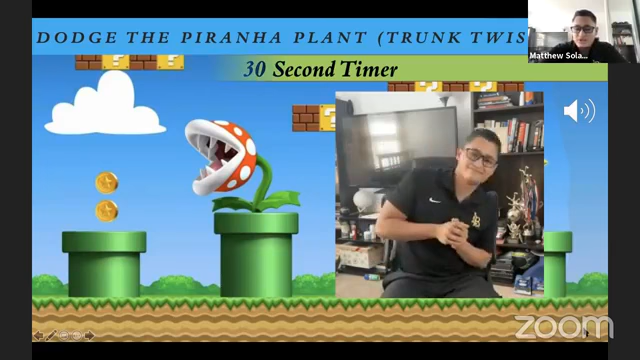 DODGE THE PIRANHA PLANT (TRUNK TWIS
Matthew Sola...
30 Second Timer
zoom